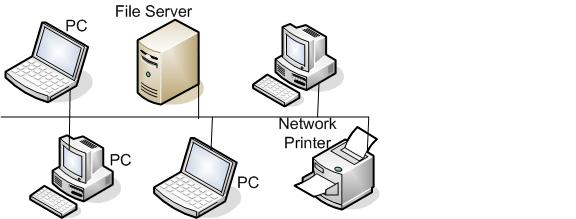 File Server
PC
Network
Printer
PC
PC